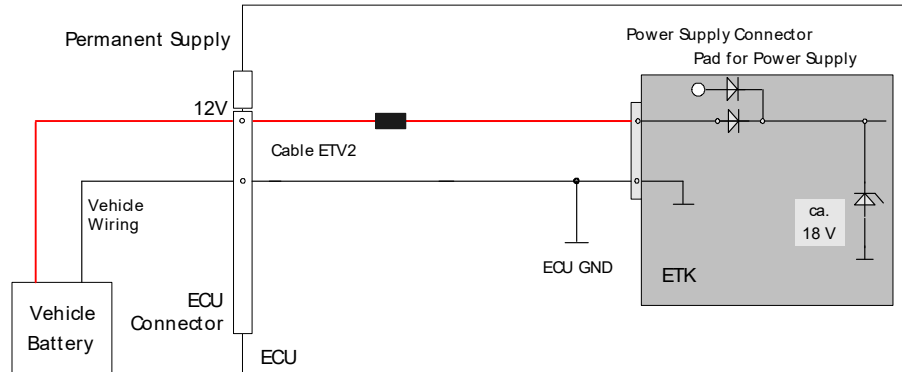 Permanent Supply
Power Supply Connector
Pad for Power Supply
12V
Cable ETV2
Vehicle
Wiring
ca.
18 V
ECU GND
ETK
ECU
Connector
Vehicle
Battery
ECU